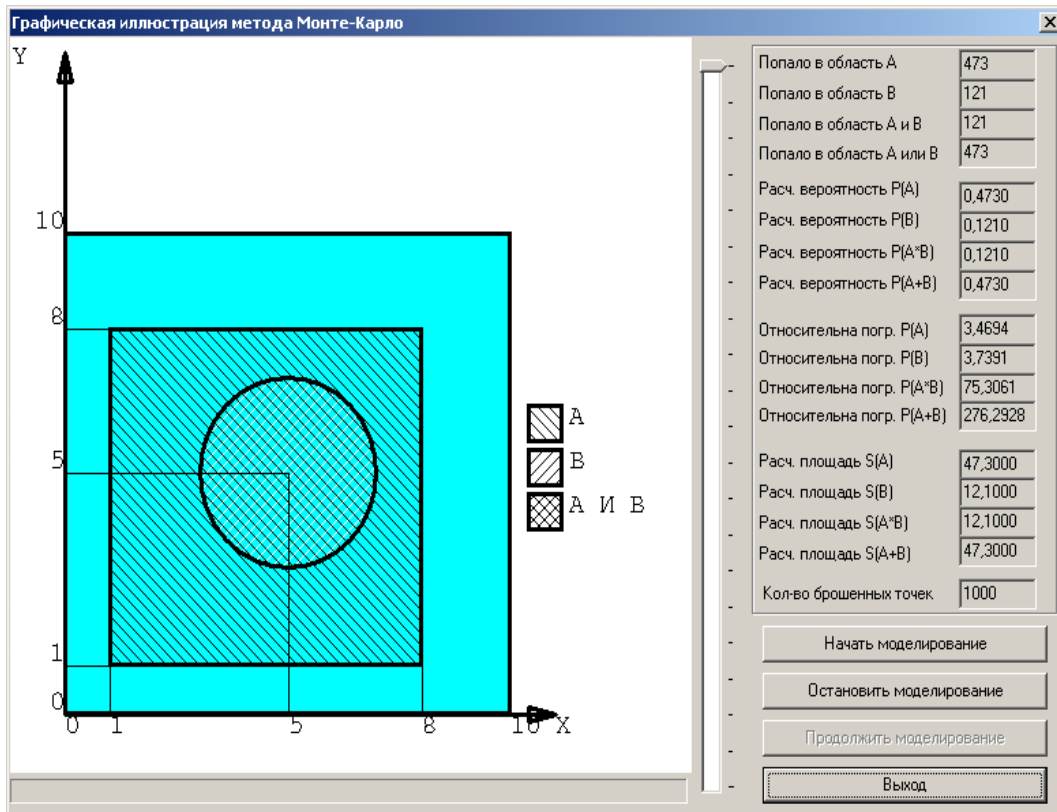 Графическая иллюстрация метода Монте-Карло
Y
10
8
5
1
0
0 1 5 8 10 X
A
B
А И В
Попало в область А 473
Попало в область В 121
Попало в область А и В 121
Попало в область А или В 473
Расч. вероятность P(A) 0,4730
Расч. вероятность P(B) 0,1210
Расч. вероятность P(A*B) 0,1210
Расч. вероятность P(A+B) 0,4730
Относительна погр. P(A) 3,4694
Относительна погр. P(B) 3,7391
Относительна погр. P(A*B) 75,3061
Относительна погр. P(A+B) 276,2928
Расч. площадь S(A) 47,3000
Расч. площадь S(B) 12,1000
Расч. площадь S(A*B) 12,1000
Расч. площадь S(A+B) 47,3000
Кол-во брошенных точек 1000
Начать моделирование
Остановить моделирование
Продолжить моделирование
Выход